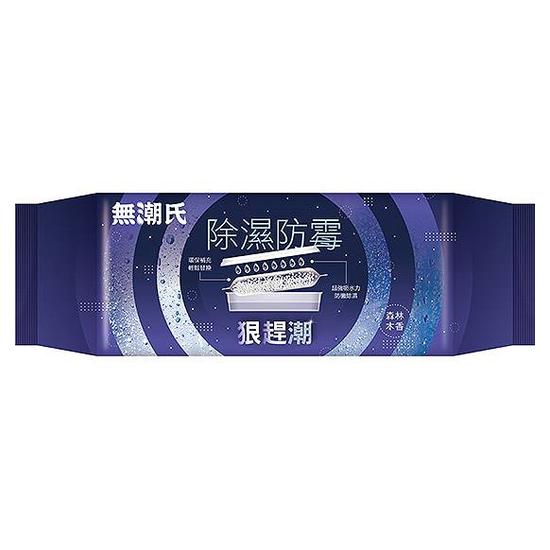 無潮氏
除濕防霉
環保補充
輕鬆替換
超強吸水力
防黴除濕
狠趕潮
森林
木香